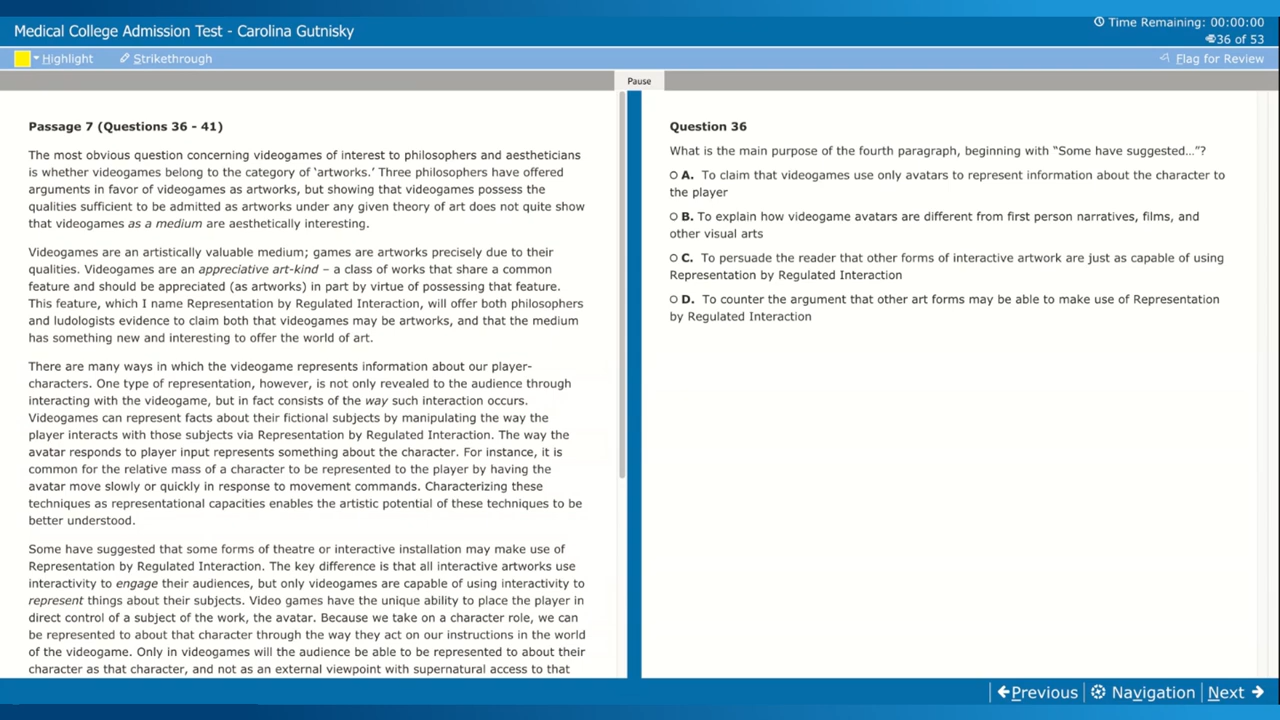 Medical College Admission Test - Carolina Gutnisky
Time Remaining: 00:00:00
36 of 53
Highlight
Strikethrough
Flag for Review
Pause
Passage 7 (Questions 36 - 41)
The most obvious question concerning videogames of interest to philosophers and aestheticians
is whether videogames belong to the category of ‘artworks.’ Three philosophers have offered
arguments in favor of videogames as artworks, but showing that videogames possess the
qualities sufficient to be admitted as artworks under any given theory of art does not quite show
that videogames as a medium are aesthetically interesting.
Videogames are an artistically valuable medium; games are artworks precisely due to their
qualities. Videogames are an appreciative art-kind – a class of works that share a common
feature and should be appreciated (as artworks) in part by virtue of possessing that feature.
This feature, which I name Representation by Regulated Interaction, will offer both philosophers
and ludologists evidence to claim both that videogames may be artworks, and that the medium
has something new and interesting to offer the world of art.
There are many ways in which the videogame represents information about our player-
characters. One type of representation, however, is not only revealed to the audience through
interacting with the videogame, but in fact consists of the way such interaction occurs.
Videogames can represent facts about their fictional subjects by manipulating the way the
player interacts with those subjects via Representation by Regulated Interaction. The way the
avatar responds to player input represents something about the character. For instance, it is
common for the relative mass of a character to be represented to the player by having the
avatar move slowly or quickly in response to movement commands. Characterizing these
techniques as representational capacities enables the artistic potential of these techniques to be
better understood.
Some have suggested that some forms of theatre or interactive installation may make use of
Representation by Regulated Interaction. The key difference is that all interactive artworks use
interactivity to engage their audiences, but only videogames are capable of using interactivity to
represent things about their subjects. Video games have the unique ability to place the player in
direct control of a subject of the work, the avatar. Because we take on a character role, we can
be represented to about that character through the way they act on our instructions in the world
of the videogame. Only in videogames will the audience be able to be represented to about their
character as that character, and not as an external viewpoint with supernatural access to that
Question 36
What is the main purpose of the fourth paragraph, beginning with “Some have suggested…”?
A. To claim that videogames use only avatars to represent information about the character to
the player
B. To explain how videogame avatars are different from first person narratives, films, and
other visual arts
C. To persuade the reader that other forms of interactive artwork are just as capable of using
Representation by Regulated Interaction
D. To counter the argument that other art forms may be able to make use of Representation
by Regulated Interaction
Previous
Navigation
Next